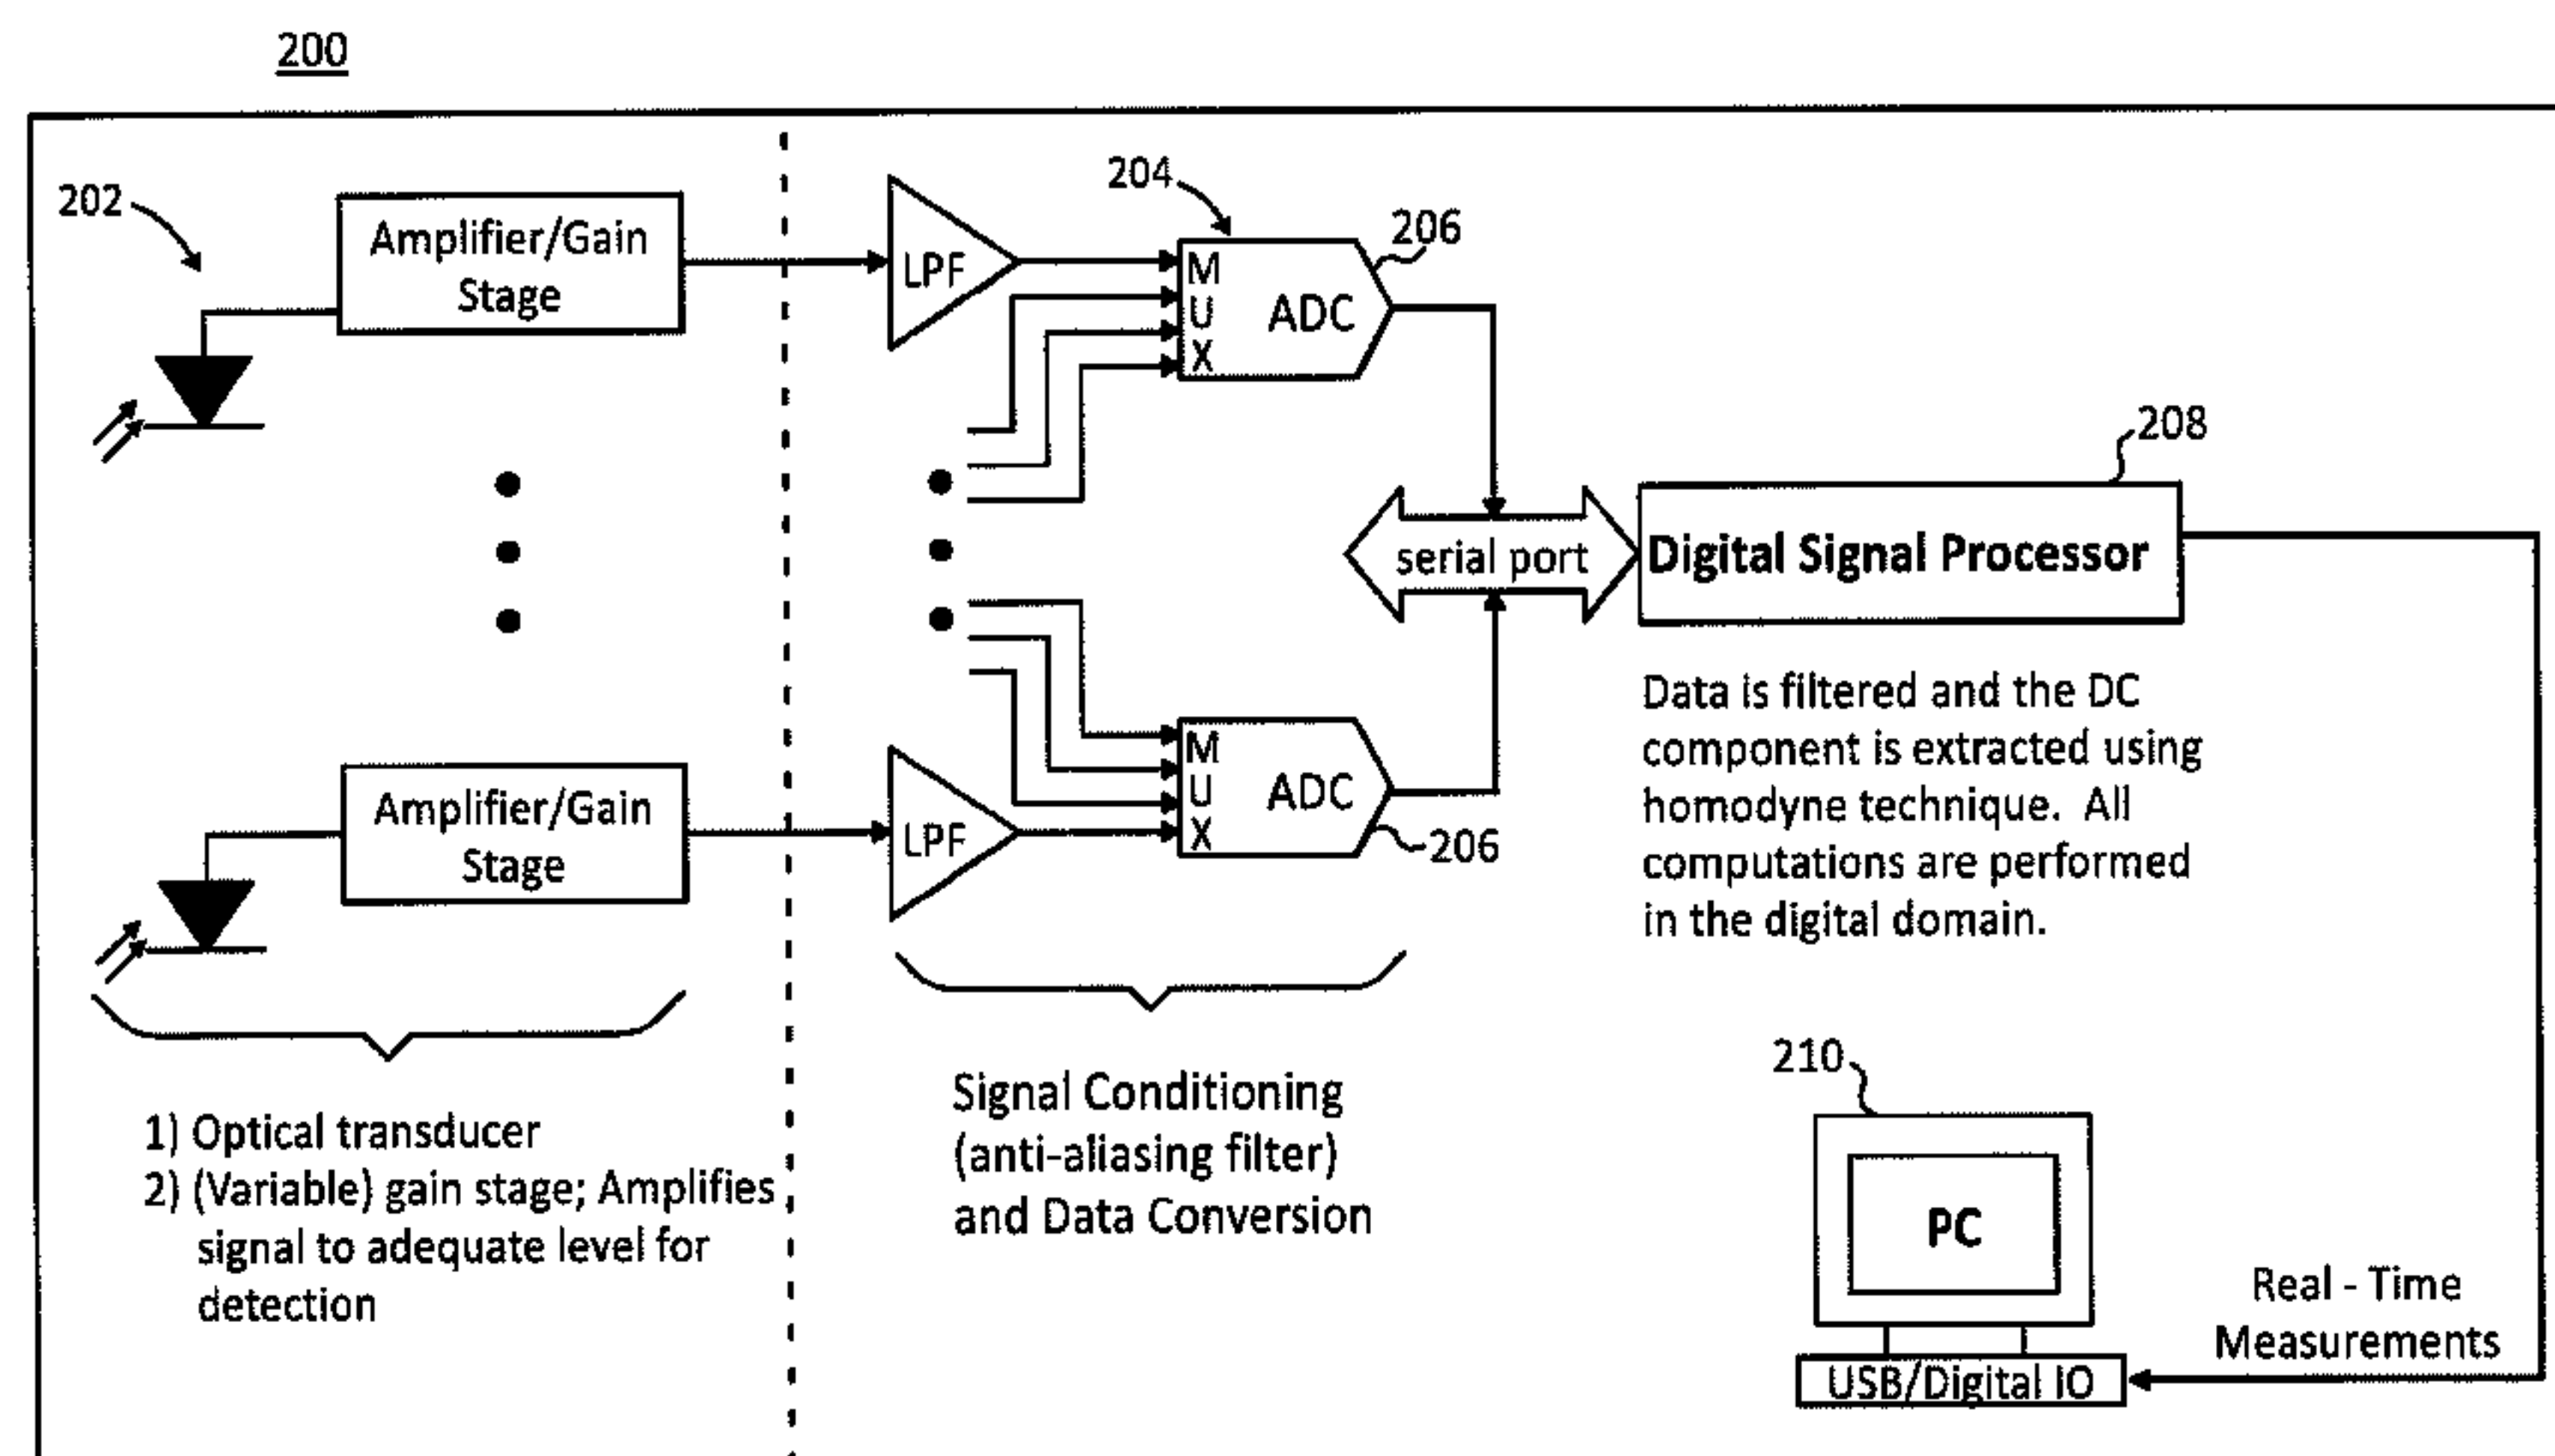 200
202
Amplifier/Gain
Stage
LPF
204
M
U
X
ADC
206
208
serial port
Digital Signal Processor
Data is filtered and the DC
component is extracted using
homodyne technique. All
computations are performed
in the digital domain.
Amplifier/Gain
Stage
LPF
M
U
X
ADC
206
1) Optical transducer
2) (Variable) gain stage; Amplifies
signal to adequate level for
detection
Signal Conditioning
(anti-aliasing filter)
and Data Conversion
210
PC
USB/Digital IO
Real - Time
Measurements